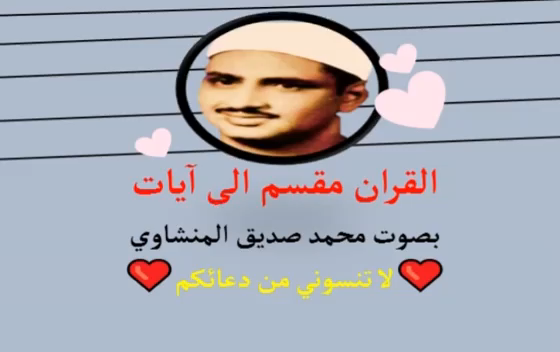 القران مقسم الى آيات
بصوت محمد صديق المنشاوي
لا تنسوني من دعائكم